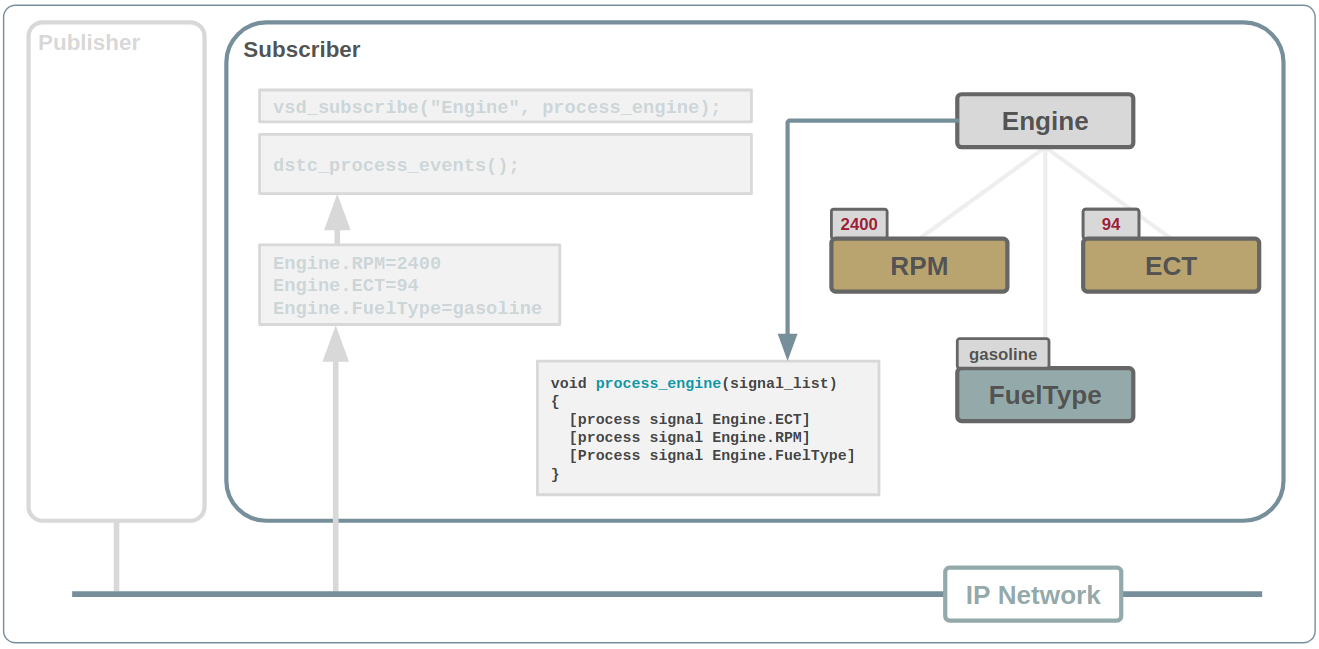 Publisher
Subscriber
vsd_subscribe("Engine", process_engine);
dstc_process_events();
Engine.RPM=2400
Engine.ECT=94
Engine.FuelType=gasoline
Engine
2400
RPM
94
ECT
gasoline
FuelType
void process_engine(signal_list)
{
  [process signal Engine.ECT]
  [process signal Engine.RPM]
  [Process signal Engine.FuelType]
}
IP Network